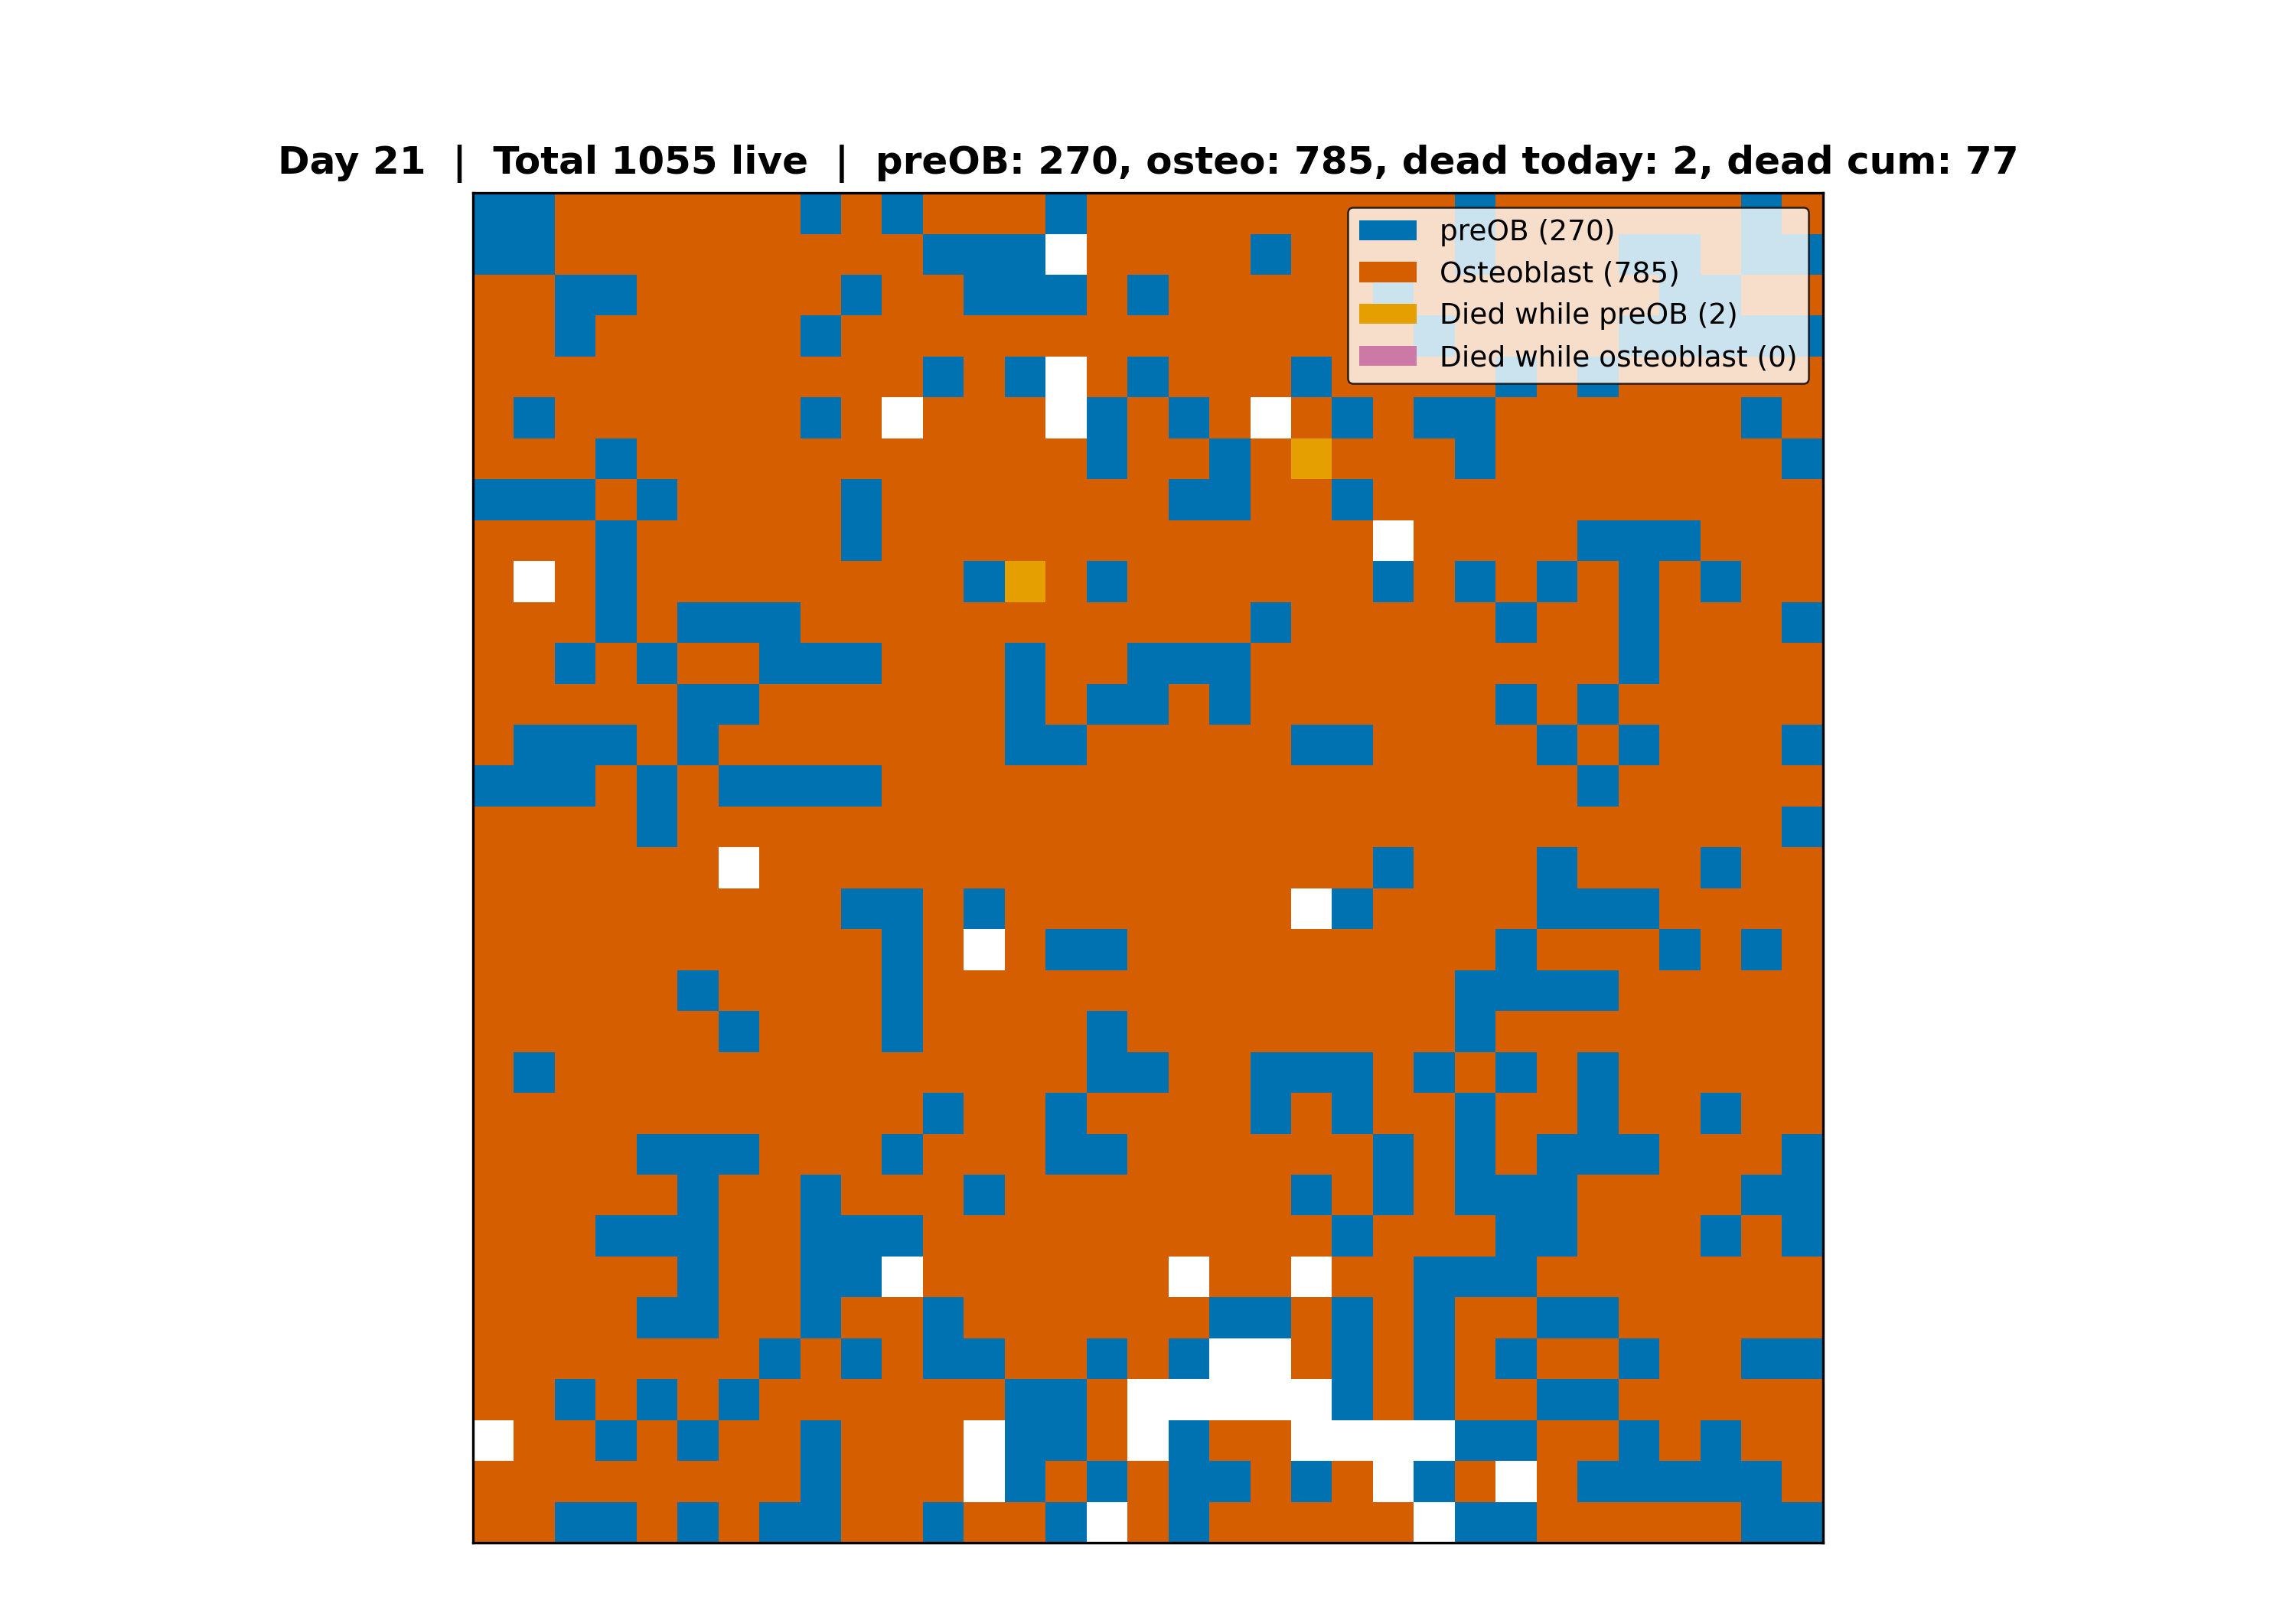 Day 21 | Total 1055 live | preOB: 270, osteo: 785, dead today: 2, dead cum: 77
preOB (270)
Osteoblast (785)
Died while preOB (2)
Died while osteoblast (0)